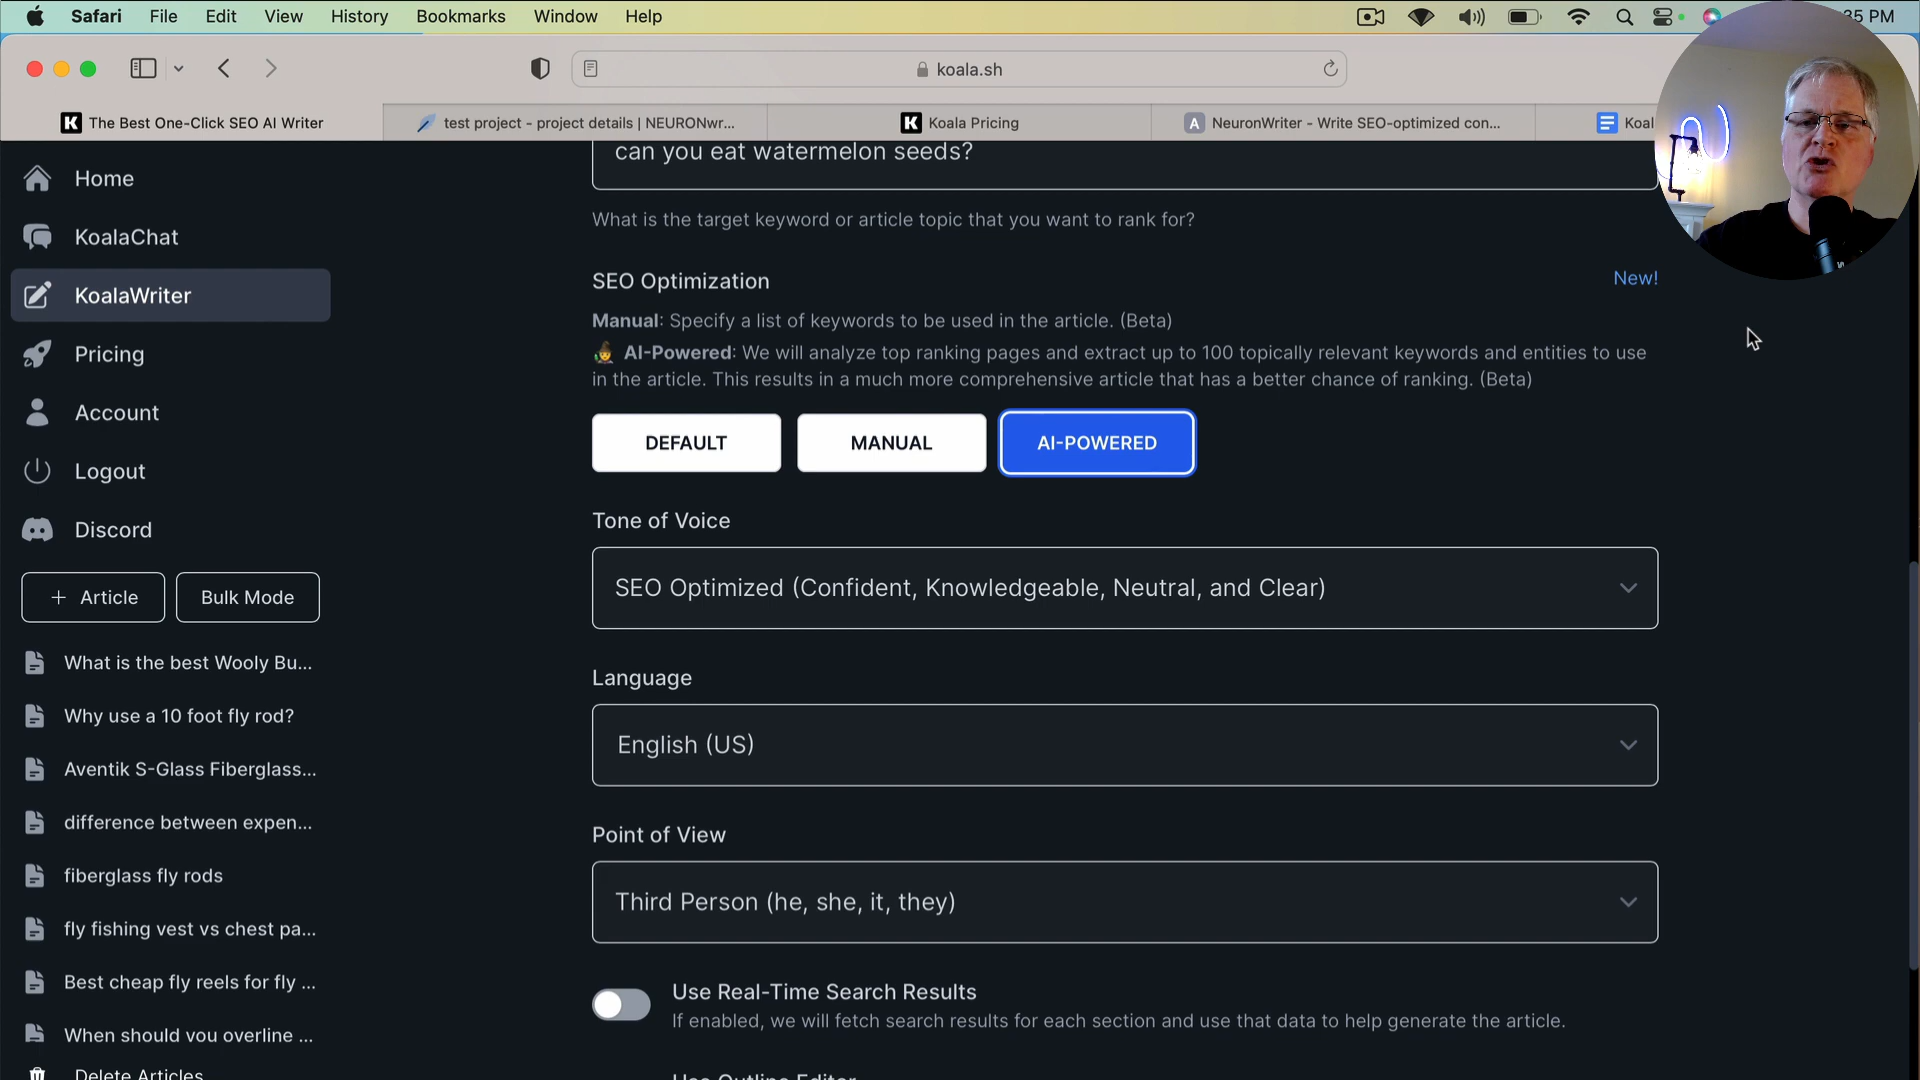 Safari File Edit View History Bookmarks Window Help
35 PM
koala.sh
The Best One-Click SEO AI Writer
test project - project details | NEURONwr...
Koala Pricing
NeuronWriter - Write SEO-optimized con...
Koal
Home
KoalaChat
KoalaWriter
Pricing
Account
Logout
Discord
+ Article
Bulk Mode
What is the best Wooly Bu...
Why use a 10 foot fly rod?
Aventik S-Glass Fiberglass...
difference between expen...
fiberglass fly rods
fly fishing vest vs chest pa...
Best cheap fly reels for fly ...
When should you overline ...
Delete Articles
can you eat watermelon seeds?
What is the target keyword or article topic that you want to rank for?
SEO Optimization
New!
Manual: Specify a list of keywords to be used in the article. (Beta)
AI-Powered: We will analyze top ranking pages and extract up to 100 topically relevant keywords and entities to use
in the article. This results in a much more comprehensive article that has a better chance of ranking. (Beta)
DEFAULT
MANUAL
AI-POWERED
Tone of Voice
SEO Optimized (Confident, Knowledgeable, Neutral, and Clear)
Language
English (US)
Point of View
Third Person (he, she, it, they)
Use Real-Time Search Results
If enabled, we will fetch search results for each section and use that data to help generate the article.
Use Outline Editor